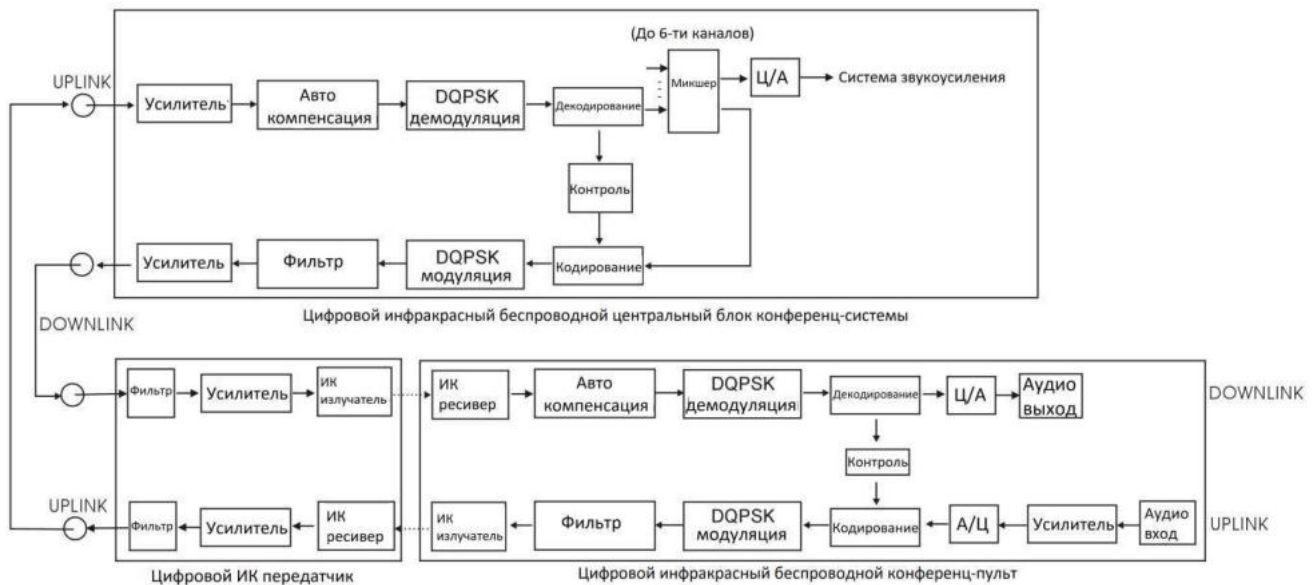 (До 6-ти каналов)
UPLINK
Усилитель
Авто
компенсация
DQPSK
демодуляция
Декодирование
Микшер
Ц/А
Система звукоусиления
Контроль
Усилитель
Фильтр
DQPSK
модуляция
Кодирование
Цифровой инфракрасный беспроводной центральный блок конференц-системы
DOWNLINK
Фильтр
Усилитель
ИК
излучатель
ИК
ресивер
Авто
компенсация
DQPSK
демодуляция
Декодирование
Ц/А
Аудио
выход
DOWNLINK
Контроль
UPLINK
Фильтр
Усилитель
ИК
ресивер
ИК
излучатель
Фильтр
DQPSK
модуляция
Кодирование
А/Ц
Усилитель
Аудио
вход
UPLINK
Цифровой ИК передатчик
Цифровой инфракрасный беспроводной конференц-пульт